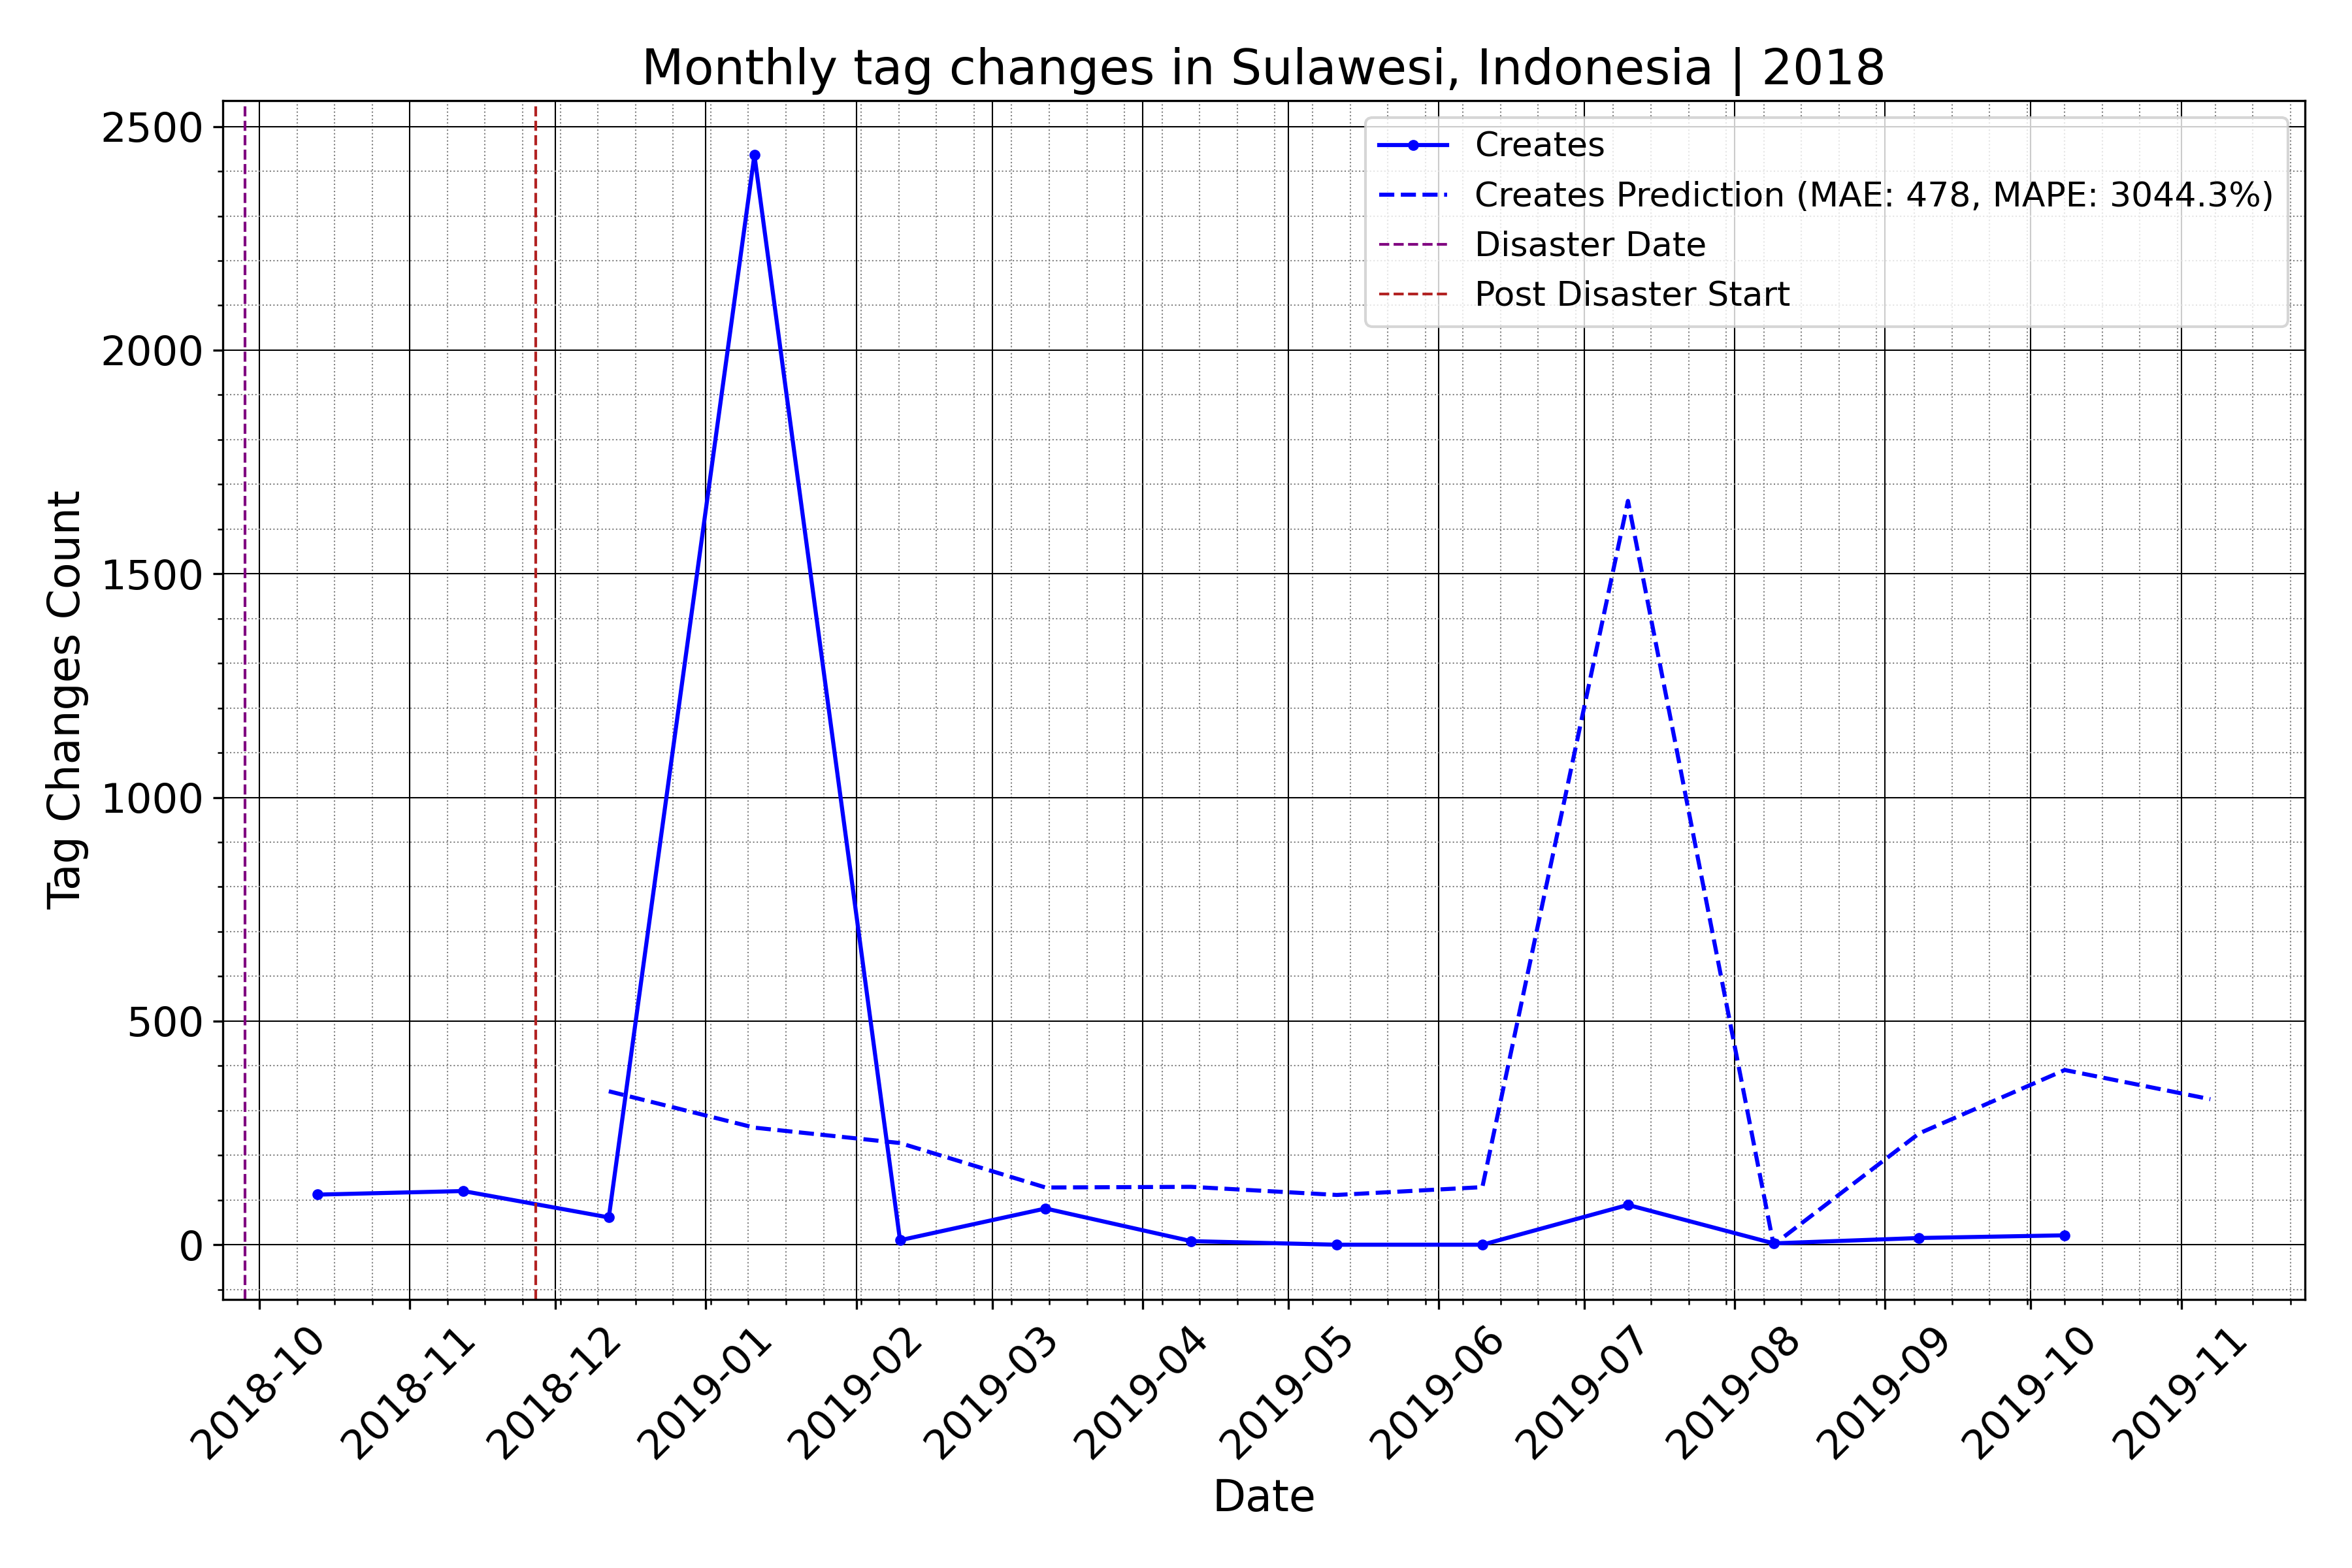 Monthly tag changes in Sulawesi, Indonesia | 2018
Tag Changes Count
2500
2000
1500
1000
500
0
Creates
Creates Prediction (MAE: 478, MAPE: 3044.3%)
Disaster Date
Post Disaster Start
2018-10
2018-11
2018-12
2019-01
2019-02
2019-03
2019-04
2019-05
2019-06
2019-07
2019-08
2019-09
2019-10
2019-11
Date